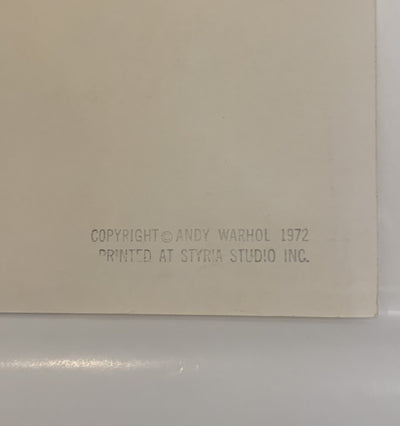 COPYRIGHT © ANDY WARHOL 1972
PRINTED AT STYRIA STUDIO INC.